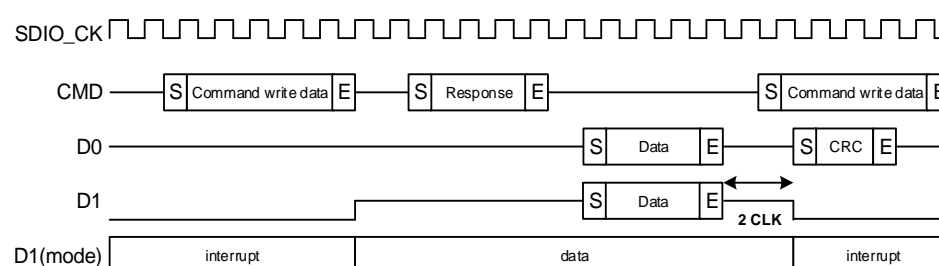 SDIO_CK
CMD S Command write data E S Response E S Command write data E
D0 S Data E S CRC E
D1 S Data E
2 CLK
D1(mode) interrupt data interrupt